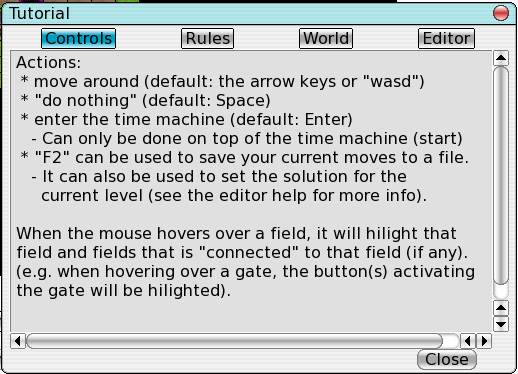 Tutorial
Controls Rules World Editor
Actions:
* move around (default: the arrow keys or "wasd")
* "do nothing" (default: Space)
* enter the time machine (default: Enter)
- Can only be done on top of the time machine (start)
* "F2" can be used to save your current moves to a file.
- It can also be used to set the solution for the
current level (see the editor help for more info).
When the mouse hovers over a field, it will hilight that
field and fields that is "connected" to that field (if any).
(e.g. when hovering over a gate, the button(s) activating
the gate will be hilighted).
Close